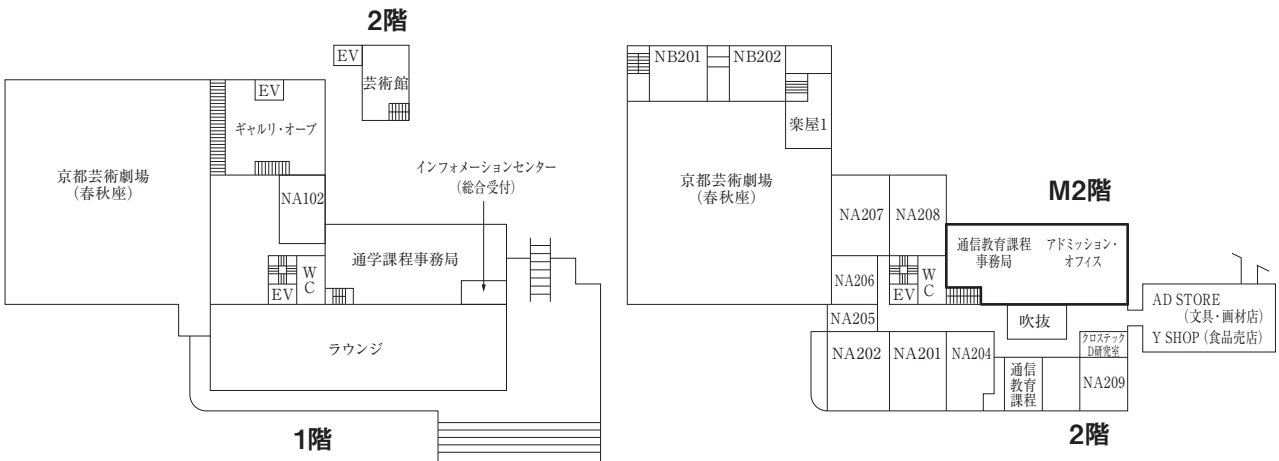 2階
EV
芸術館
EV
ギャルリ・オーブ
京都芸術劇場
(春秋座)
インフォメーションセンター
(総合受付)
NA102
通学課程事務局
EV
WC
ラウンジ
1階
NB201
NB202
楽屋1
京都芸術劇場
(春秋座)
M2階
NA207
NA208
通信教育課程
事務局
アドミッション・
オフィス
NA206
EV
WC
NA205
吹抜
AD STORE
(文具・画材店)
Y SHOP (食品売店)
NA202
NA201
NA204
通信
教育
課程
クロステック
D研究室
NA209
2階